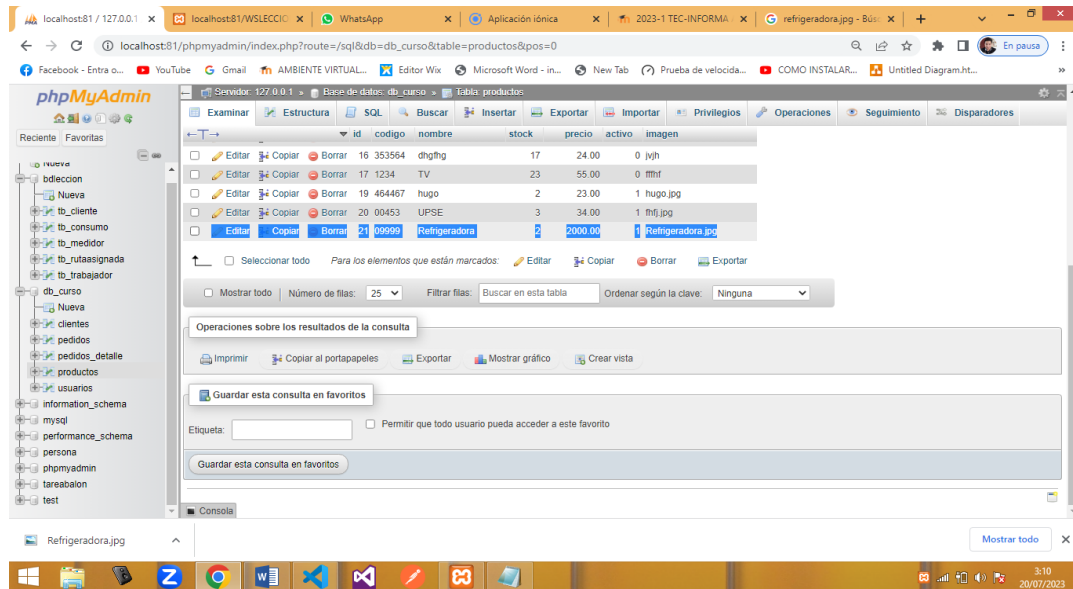 localhost:81 / 127.0.0.1
localhost:81/WSLECCIO
WhatsApp
Aplicación iónica
2023-1 TEC-INFORMA
refrigeradora.jpg - Bús
localhost:81/phpmyadmin/index.php?route=/sql&db=db_curso&table=productos&pos=0
En pausa
Facebook - Entra o...
YouTube
Gmail
AMBIENTE VIRTUAL...
Editor Wix
Microsoft Word - in...
New Tab
Prueba de velocida...
COMO INSTALAR...
Untitled Diagram.ht...
»
phpMyAdmin
Reciente Favoritas
Nueva
bdleccion
Nueva
tb_cliente
tb_consumo
tb_medidor
tb_rutaasignada
tb_trabajador
db_curso
Nueva
clientes
pedidos
pedidos_detalle
productos
usuarios
information_schema
mysql
performance_schema
persona
phpmyadmin
tareabalon
test
Servidor: 127.0.0.1 » Base de datos: db_curso » Tabla: productos
Examinar Estructura SQL Buscar Insertar Exportar Importar Privilegios Operaciones Seguimiento Disparadores
←T→ id codigo nombre stock precio activo imagen
Editar Copiar Borrar 16 353564 dhgfhg 17 24.00 0 jvjh
Editar Copiar Borrar 17 1234 TV 23 55.00 0 fffhf
Editar Copiar Borrar 19 464467 hugo 2 23.00 1 hugo.jpg
Editar Copiar Borrar 20 00453 UPSE 3 34.00 1 fhfj.jpg
Editar Copiar Borrar 21 09999 Refrigeradora 2 2000.00 1 Refrigeradora.jpg
Seleccionar todo Para los elementos que están marcados: Editar Copiar Borrar Exportar
Mostrar todo | Número de filas: 25 Filtrar filas: Buscar en esta tabla Ordenar según la clave: Ninguna
Operaciones sobre los resultados de la consulta
Imprimir Copiar al portapapeles Exportar Mostrar gráfico Crear vista
Guardar esta consulta en favoritos
Etiqueta: Permitir que todo usuario pueda acceder a este favorito
Guardar esta consulta en favoritos
Consola
Refrigeradora.jpg
Mostrar todo
3:10
20/07/2023